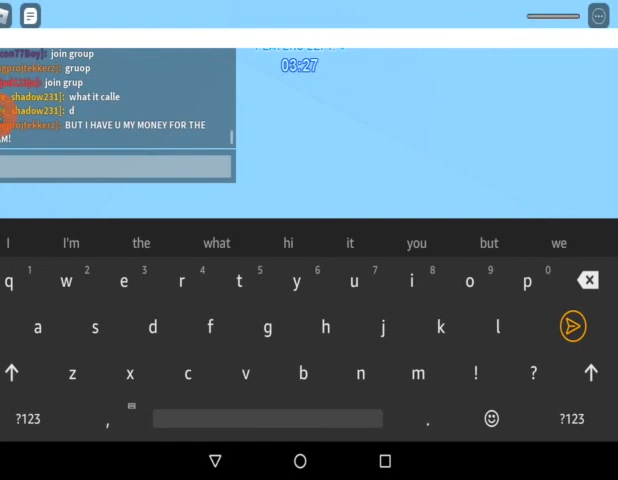 join group
gruop
join grup
shadow231]: what it calle
shadow231]: d
BUT I HAVE U MY MONEY FOR THE
AM!
03:27
I I'm the what hi it you but we
q 1 w 2 e 3 r 4 t 5 y 6 u 7 i 8 o 9 p 0
a s d f g h j k l
z x c v b n m ! ?
?123 , . ?123